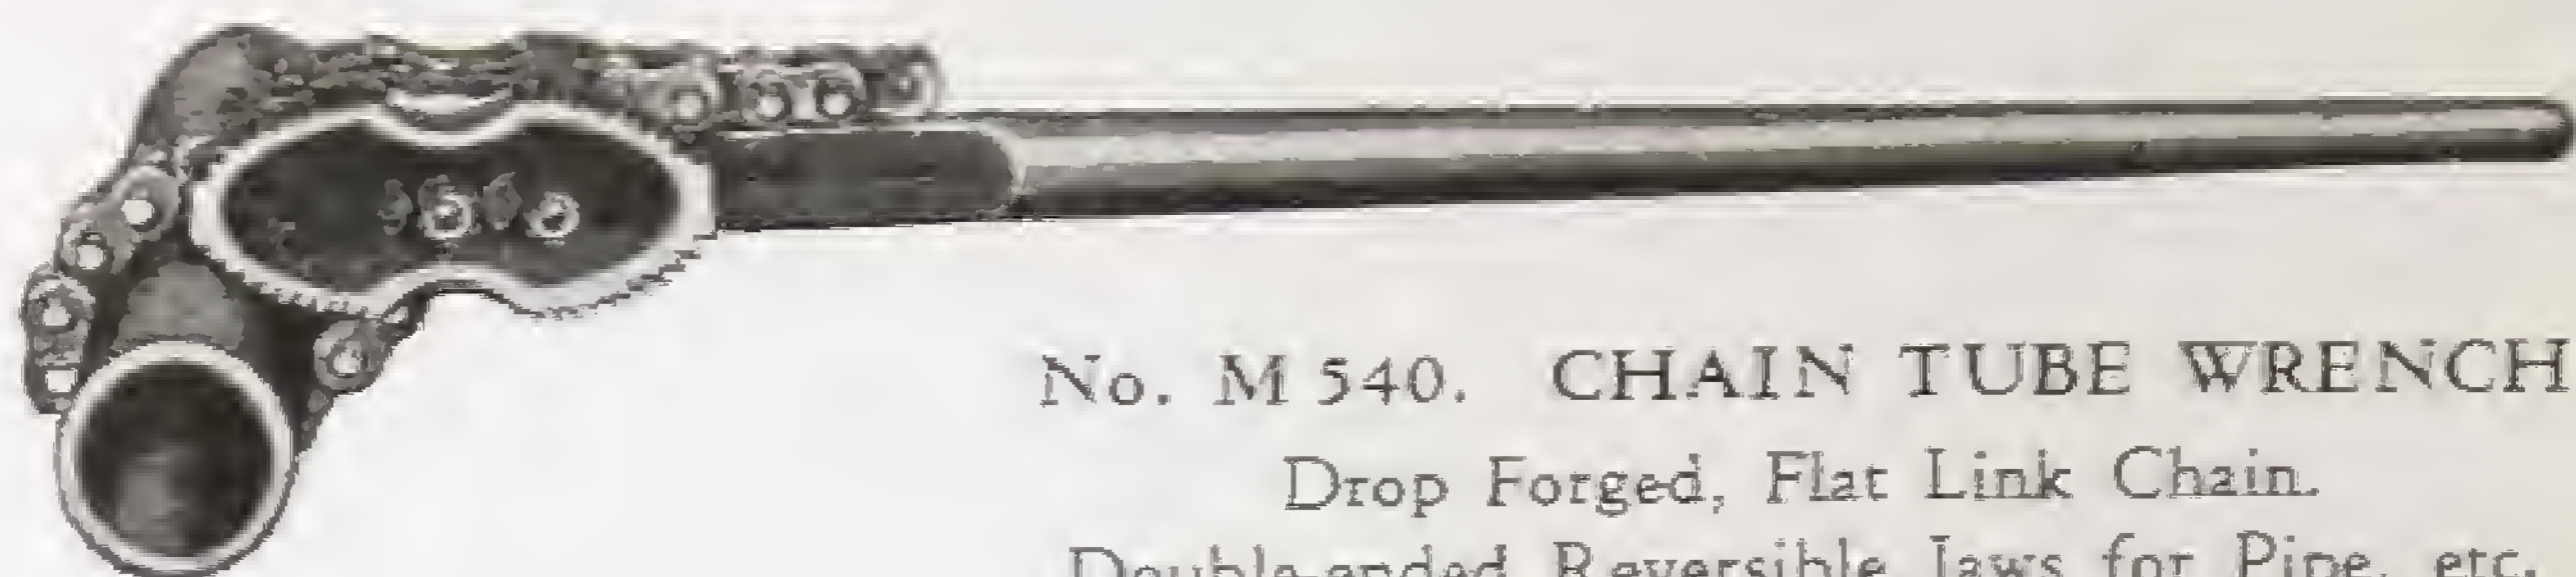 No. M 540. CHAIN TUBE WRENCH
Drop Forged, Flat Link Chain.
Double-ended Reversible Jaws for Pipe, etc.